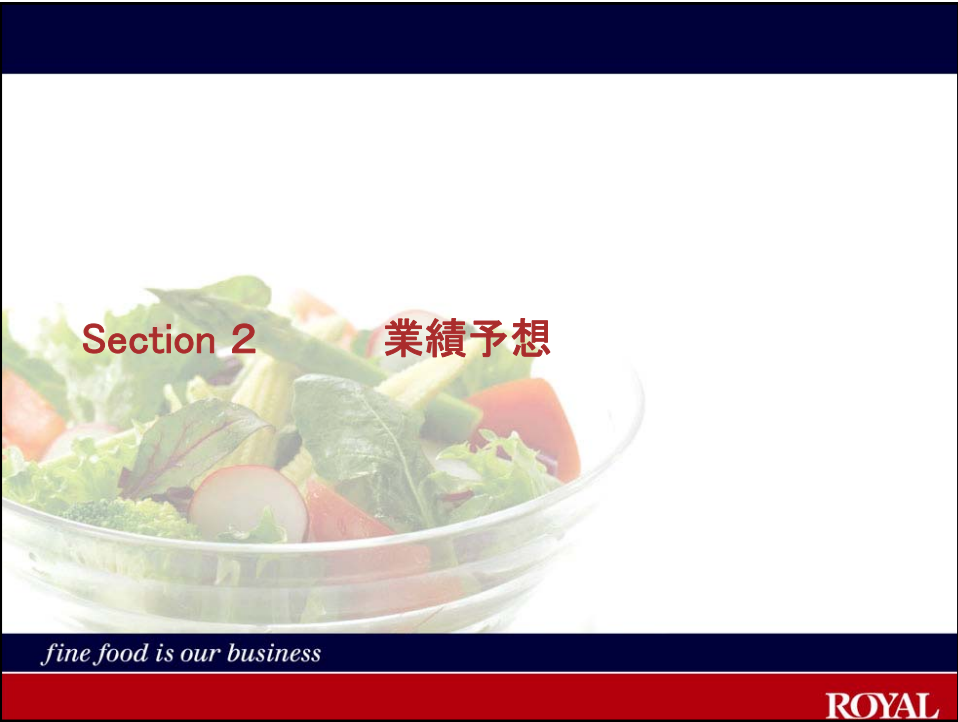 Section 2 業績予想
fine food is our business
ROYAL